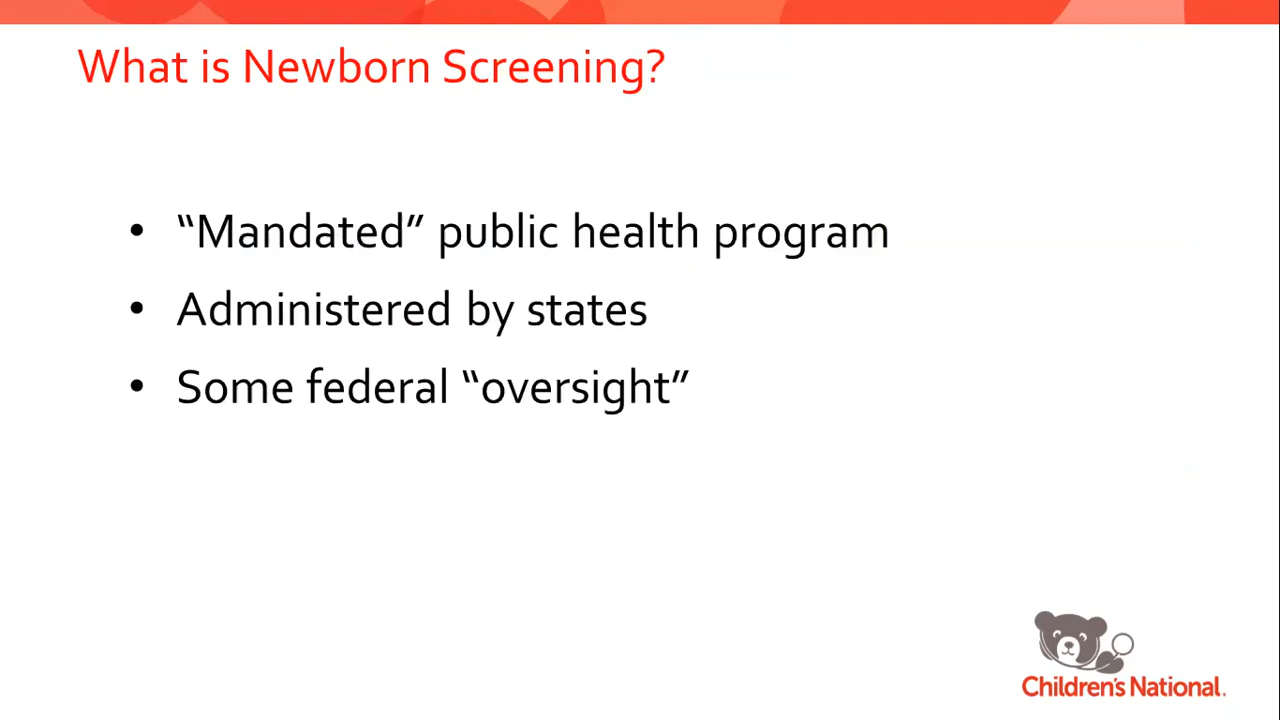 What is Newborn Screening?
• “Mandated” public health program
• Administered by states
• Some federal “oversight”
Children's National.